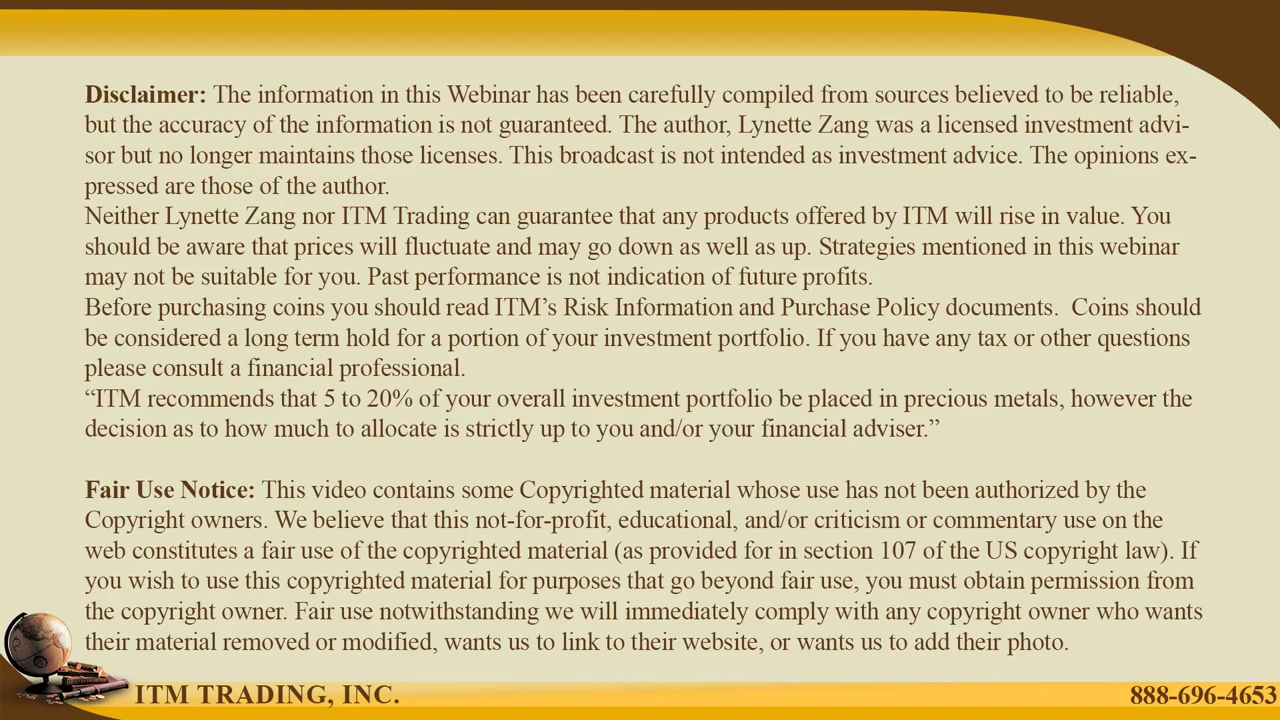 Disclaimer: The information in this Webinar has been carefully compiled from sources believed to be reliable,
but the accuracy of the information is not guaranteed. The author, Lynette Zang was a licensed investment advi-
sor but no longer maintains those licenses. This broadcast is not intended as investment advice. The opinions ex-
pressed are those of the author.
Neither Lynette Zang nor ITM Trading can guarantee that any products offered by ITM will rise in value. You
should be aware that prices will fluctuate and may go down as well as up. Strategies mentioned in this webinar
may not be suitable for you. Past performance is not indication of future profits.
Before purchasing coins you should read ITM’s Risk Information and Purchase Policy documents.  Coins should
be considered a long term hold for a portion of your investment portfolio. If you have any tax or other questions
please consult a financial professional.
“ITM recommends that 5 to 20% of your overall investment portfolio be placed in precious metals, however the
decision as to how much to allocate is strictly up to you and/or your financial adviser.”
Fair Use Notice: This video contains some Copyrighted material whose use has not been authorized by the
Copyright owners. We believe that this not-for-profit, educational, and/or criticism or commentary use on the
web constitutes a fair use of the copyrighted material (as provided for in section 107 of the US copyright law). If
you wish to use this copyrighted material for purposes that go beyond fair use, you must obtain permission from
the copyright owner. Fair use notwithstanding we will immediately comply with any copyright owner who wants
their material removed or modified, wants us to link to their website, or wants us to add their photo.
ITM TRADING, INC.
888-696-4653